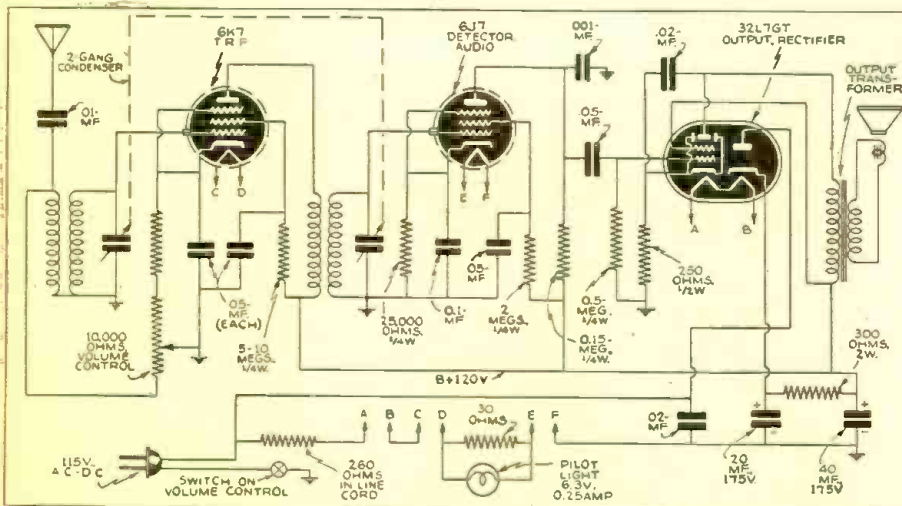 6K7
T R F
2-GANG
CONDENSER
.01-
MF.
C D
10,000
OHMS.
VOLUME
CONTROL
.05-
MF.
(EACH)
5-10
MEGS.
1/4W.
6J7
DETECTOR
AUDIO
.001-
MF.
E F
.05-
MF.
25,000
OHMS.
1/4W.
0.1-
MF
.05-
MF.
2
MEGS.
1/4W.
0.15-
MEG.
1/4W.
0.5-
MEG.
1/4W.
.02-
MF.
32L7GT
OUTPUT, RECTIFIER
OUTPUT TRANS-
FORMER
A B
250
OHMS.
1/2W.
300
OHMS,
2W.
B+120V
A B C D E F
30
OHMS
.02-
MF
20
MF.
175V.
40
MF.
175V
115V.-
A C - D C
SWITCH ON
VOLUME CONTROL
260
OHMS
IN LINE
CORD
PILOT
LIGHT
6.3V,
0.25AMP